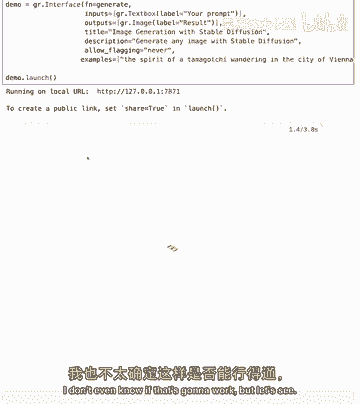 demo = gr.Interface(fn=generate,
inputs=[gr.Textbox(label="Your prompt")],
outputs=[gr.Image(label="Result")],
title="Image Generation with Stable Diffusion",
description="Generate any image with Stable Diffusion",
allow_flagging="never",
examples=["the spirit of a tamagotchi wandering in the city of Vienna
demo.launch()
Running on local URL:  http://127.0.0.1:7871
To create a public link, set `share=True` in `launch()`.
1.4/3.8s
我也不太确定这样是否能行得通，
I don't even know if that's gonna work, but let's see.